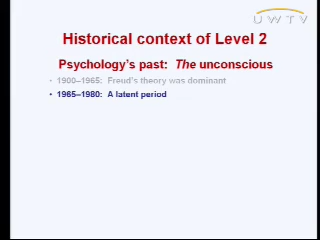 UWTV
Historical context of Level 2
Psychology's past: The unconscious
• 1900–1965: Freud's theory was dominant
• 1965–1980: A latent period